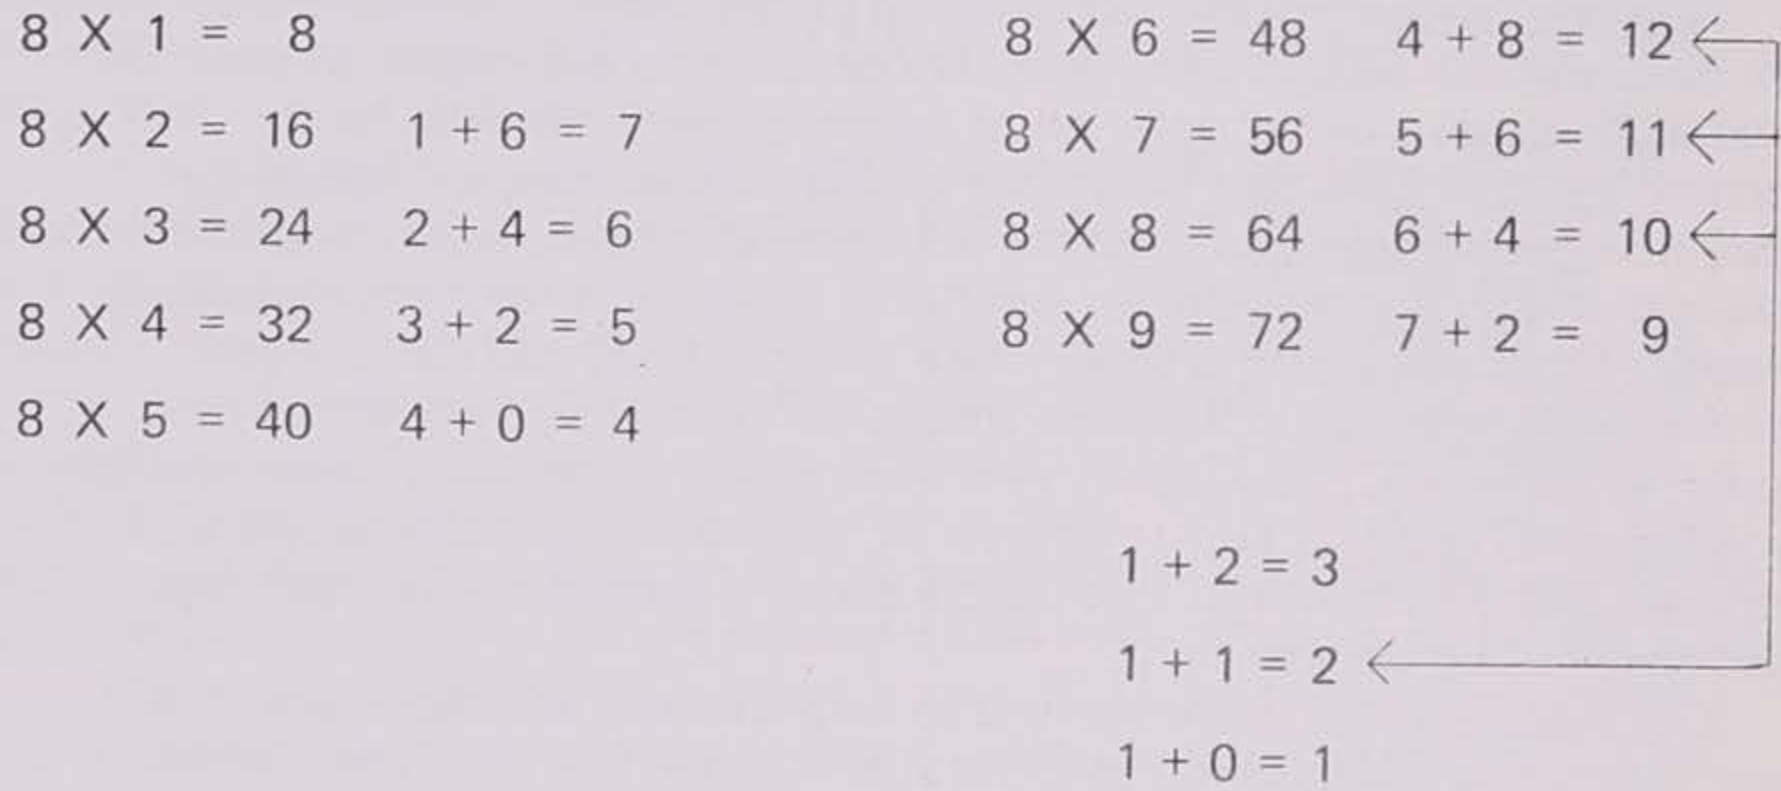 8 X 1 = 8
8 X 2 = 16 1 + 6 = 7
8 X 3 = 24 2 + 4 = 6
8 X 4 = 32 3 + 2 = 5
8 X 5 = 40 4 + 0 = 4
8 X 6 = 48 4 + 8 = 12
8 X 7 = 56 5 + 6 = 11
8 X 8 = 64 6 + 4 = 10
8 X 9 = 72 7 + 2 = 9
1 + 2 = 3
1 + 1 = 2
1 + 0 = 1